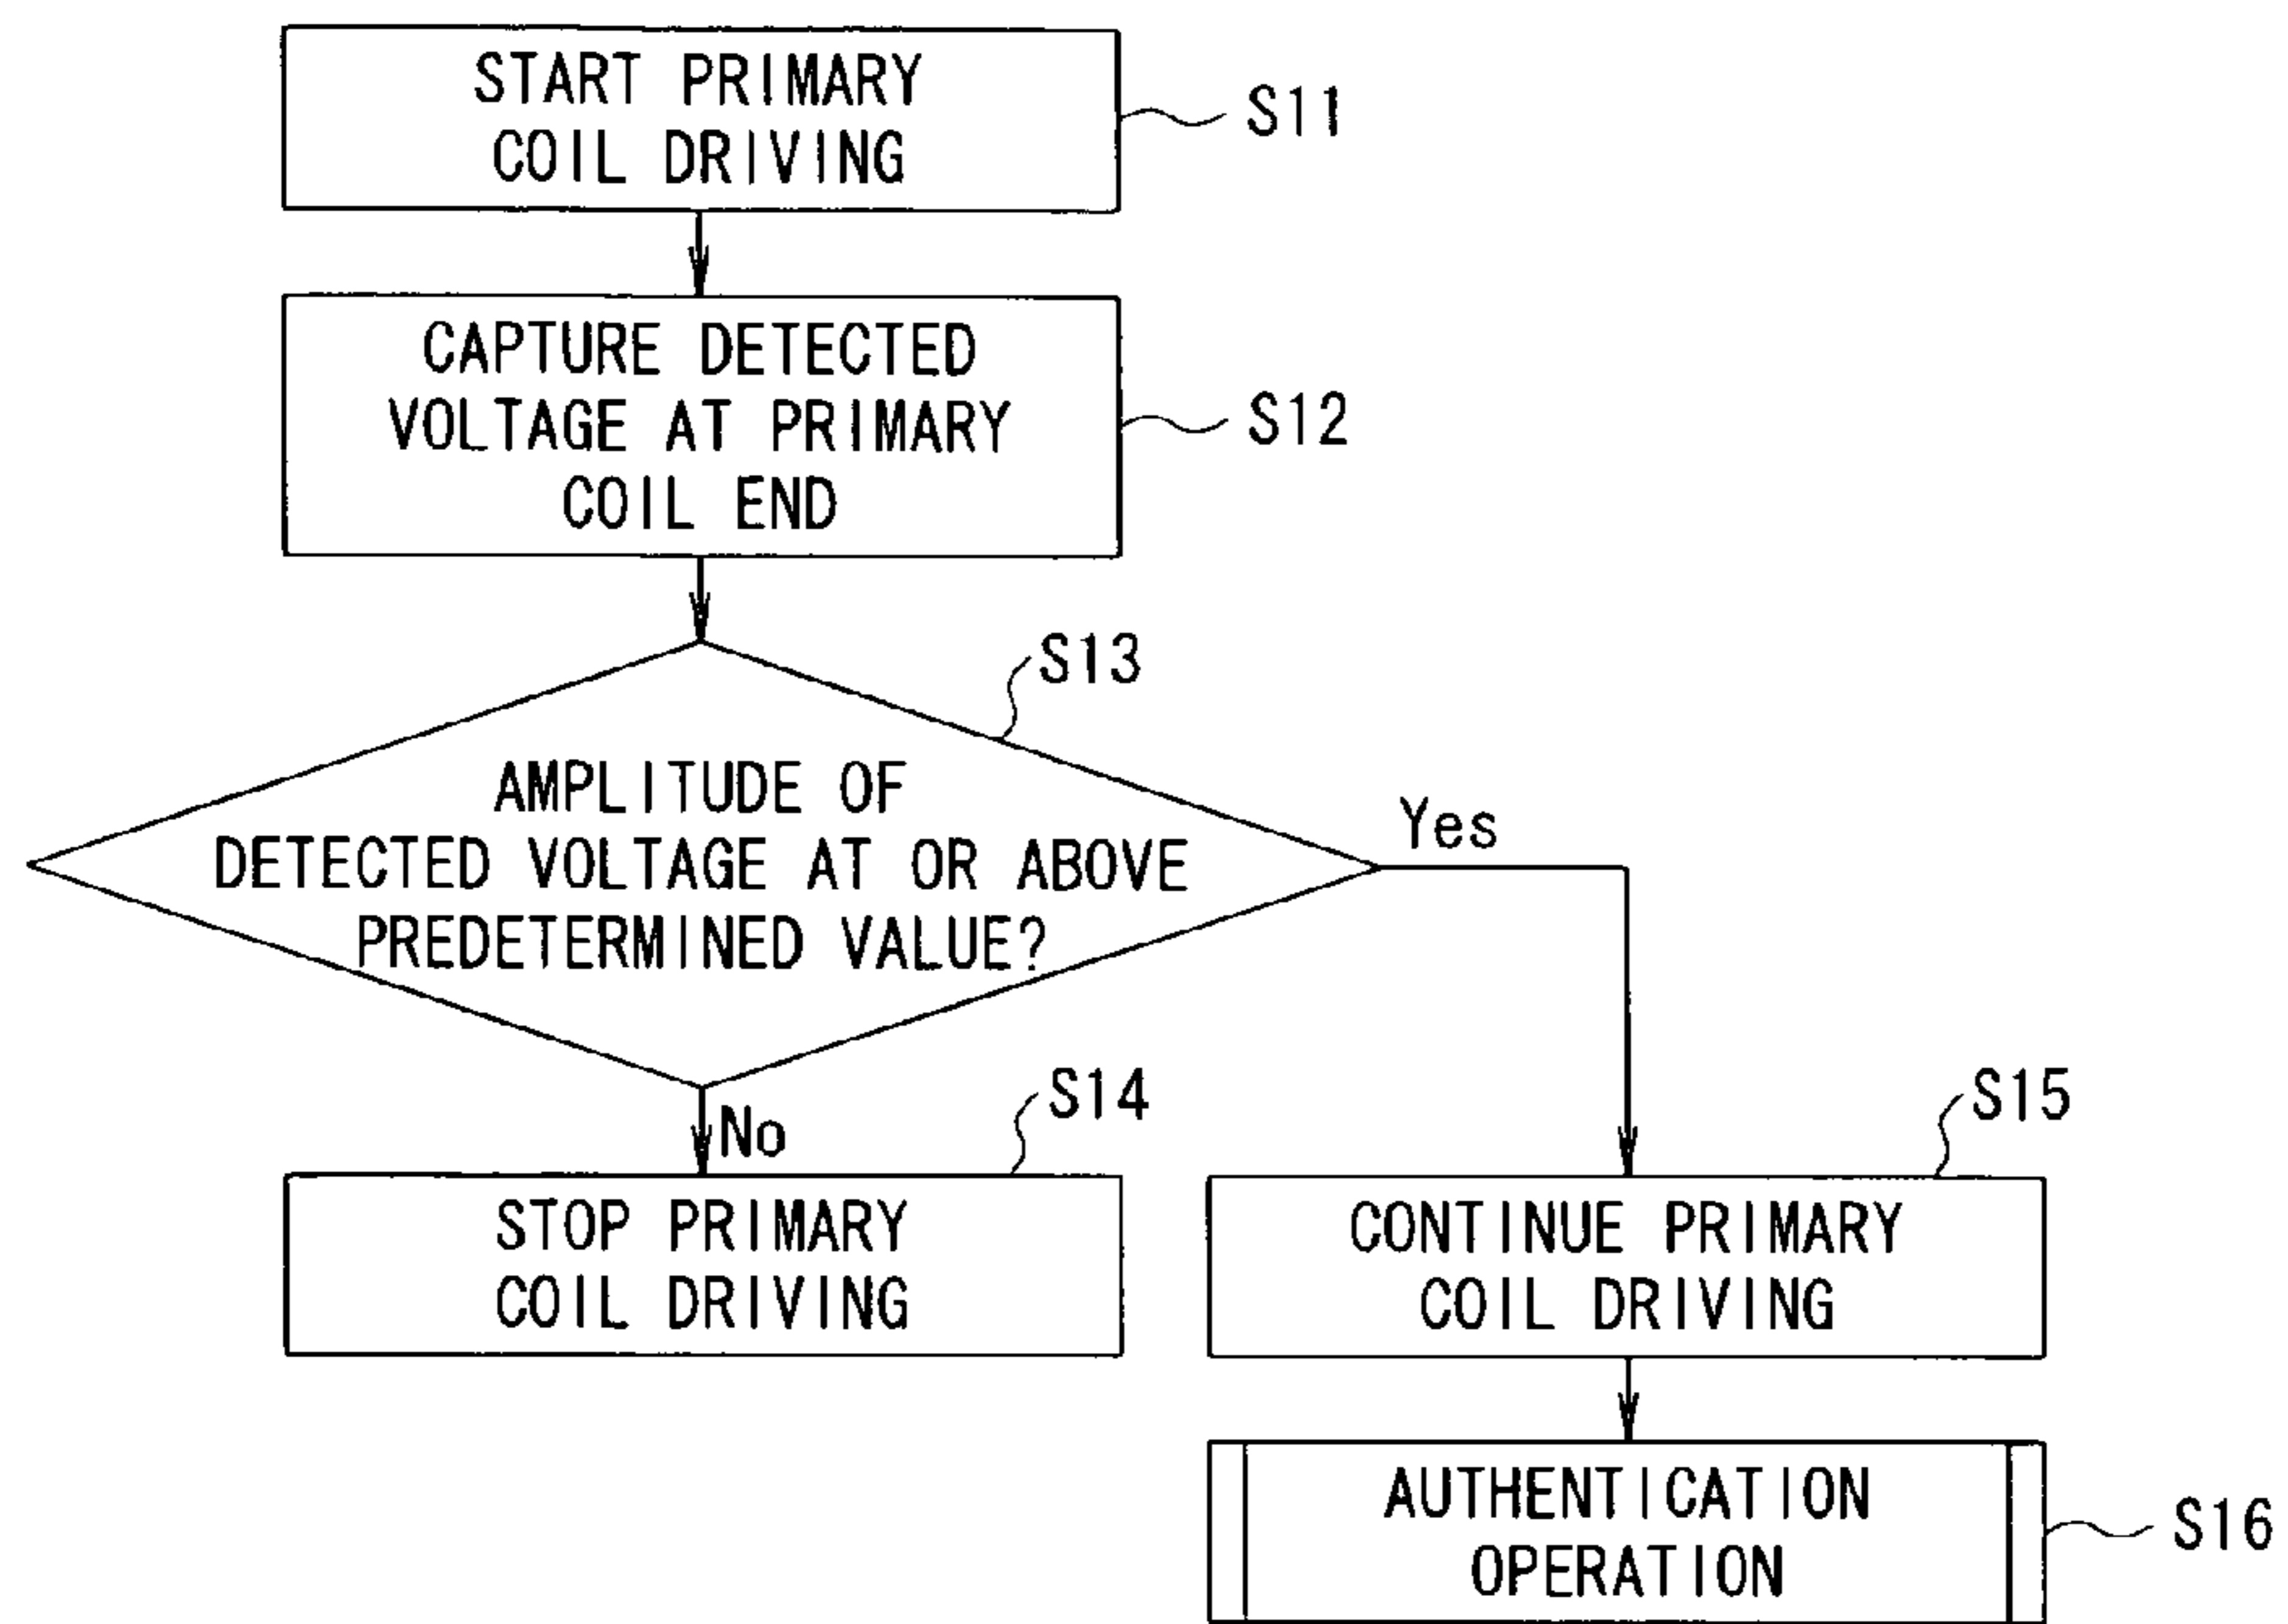 START PRIMARY
COIL DRIVING
S11
CAPTURE DETECTED
VOLTAGE AT PRIMARY
COIL END
S12
S13
AMPLITUDE OF
DETECTED VOLTAGE AT OR ABOVE
PREDETERMINED VALUE?
Yes
No
S14
STOP PRIMARY
COIL DRIVING
S15
CONTINUE PRIMARY
COIL DRIVING
AUTHENTICATION
OPERATION
S16